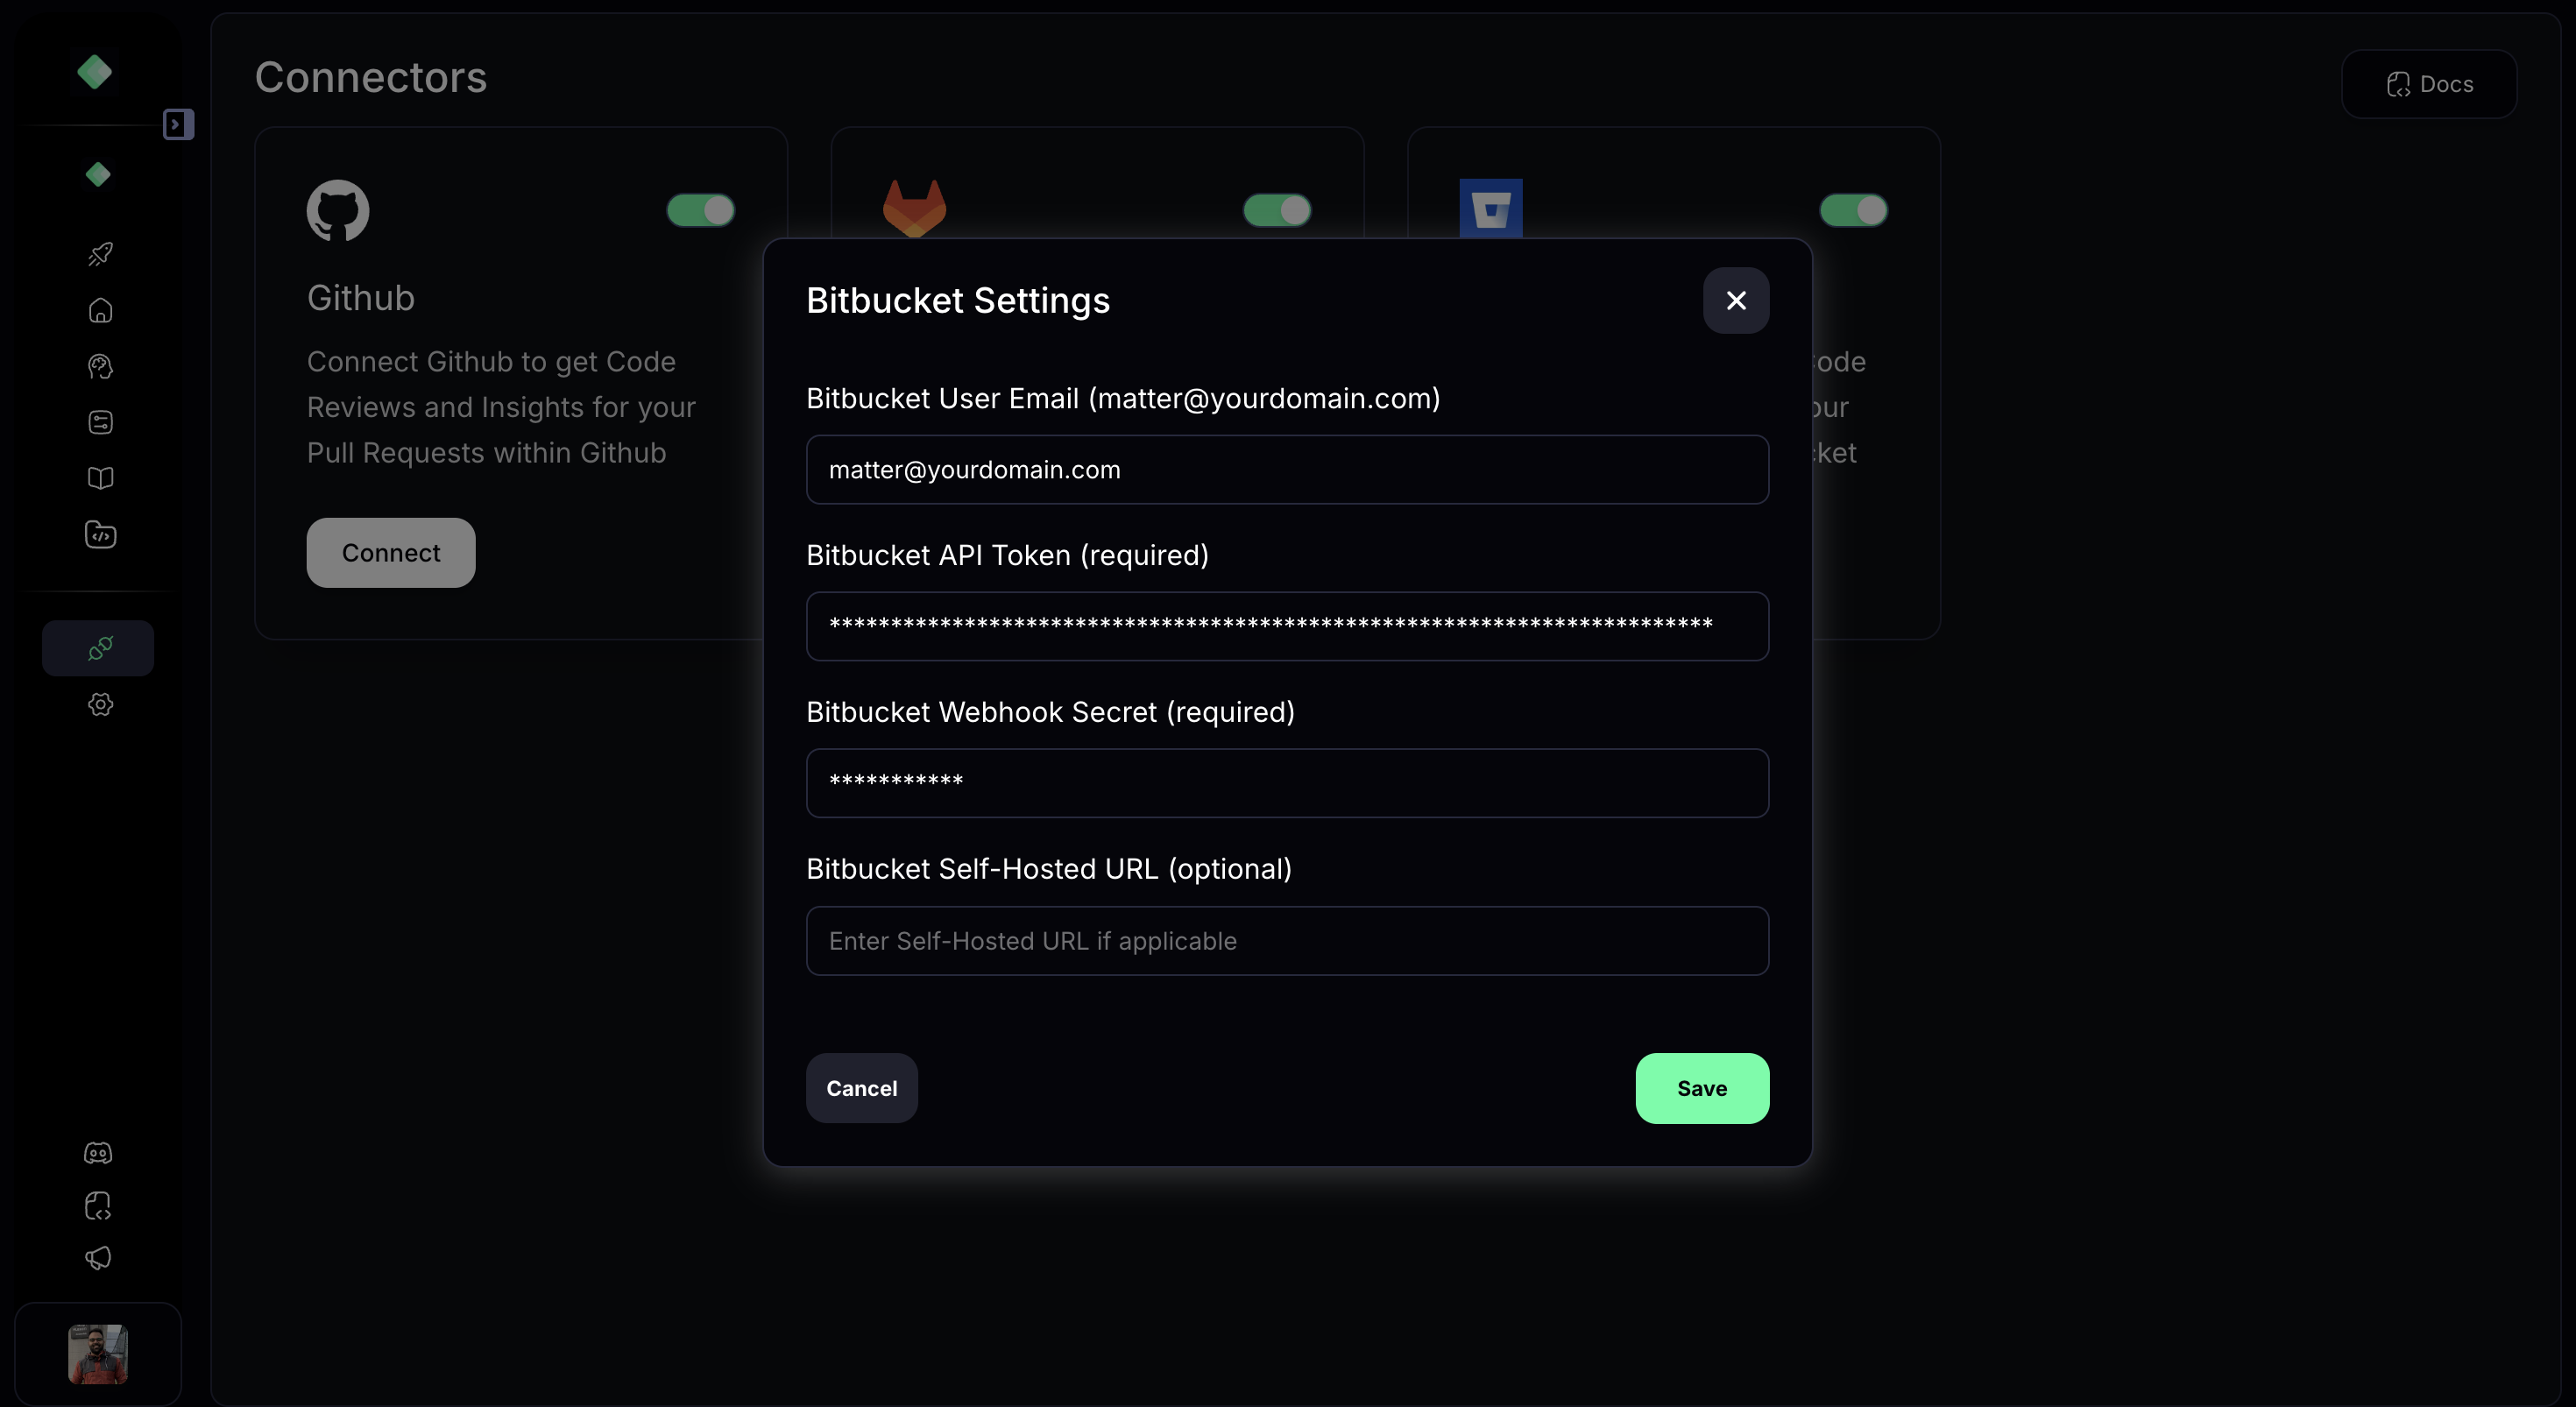 Connectors
Docs
Github
Connect Github to get Code
Reviews and Insights for your
Pull Requests within Github
Connect
ode
our
ket
Bitbucket Settings
Bitbucket User Email (matter@yourdomain.com)
matter@yourdomain.com
Bitbucket API Token (required)
************************************************************************
Bitbucket Webhook Secret (required)
***********
Bitbucket Self-Hosted URL (optional)
Enter Self-Hosted URL if applicable
Cancel
Save